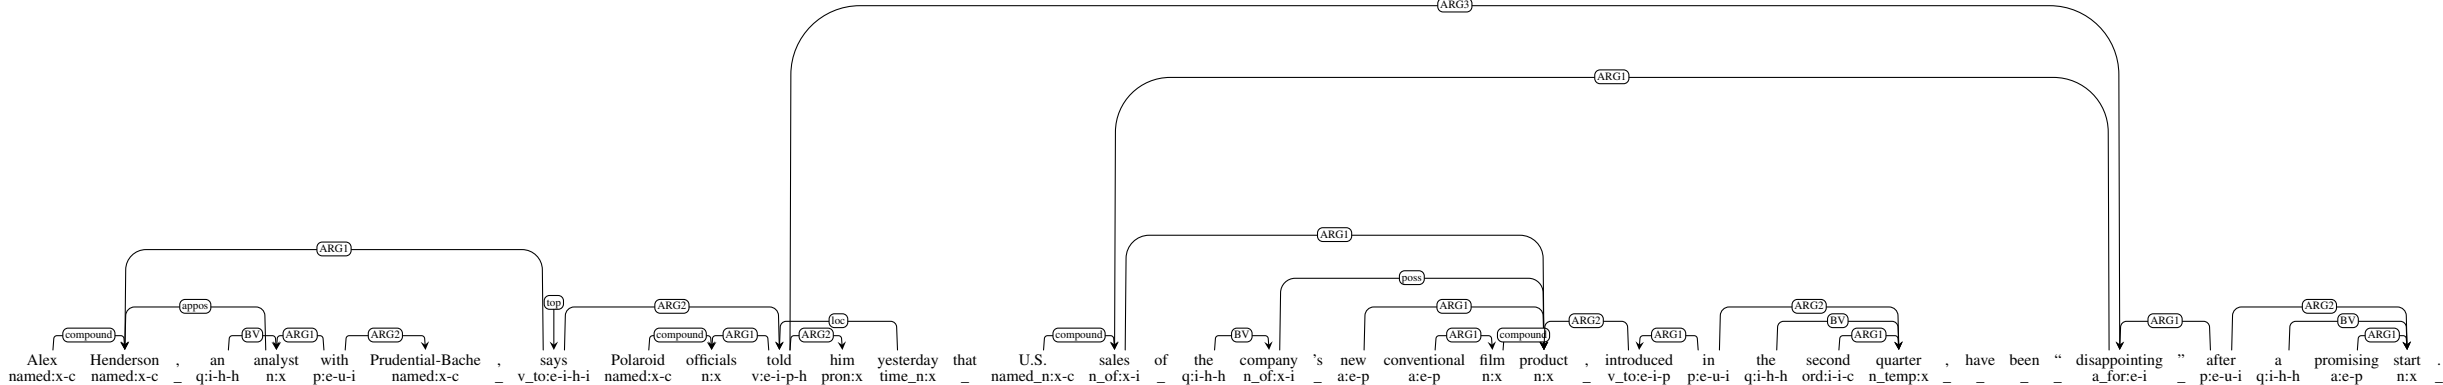 ARG3
ARG1
ARG1
ARG1
poss
top
appos ARG2 ARG1 ARG2 ARG2
loc ARG2 BV BV
compound BV ARG1 ARG2 compound ARG1 ARG2 compound BV ARG1 compound ARG1 ARG1 ARG1 ARG1
Alex Henderson , an analyst with Prudential-Bache , says Polaroid officials told him yesterday that U.S. sales of the company 's new conventional film product , introduced in the second quarter , have been “ disappointing ” after a promising start .
named:x-c named:x-c _ q:i-h-h n:x p:e-u-i named:x-c _ v_to:e-i-h-i named:x-c n:x v:e-i-p-h pron:x time_n:x _ named_n:x-c n_of:x-i _ q:i-h-h n_of:x-i _ a:e-p a:e-p n:x n:x _ v_to:e-i-p p:e-u-i q:i-h-h ord:i-i-c n_temp:x _ _ _ _ a_for:e-i _ p:e-u-i q:i-h-h a:e-p n:x _